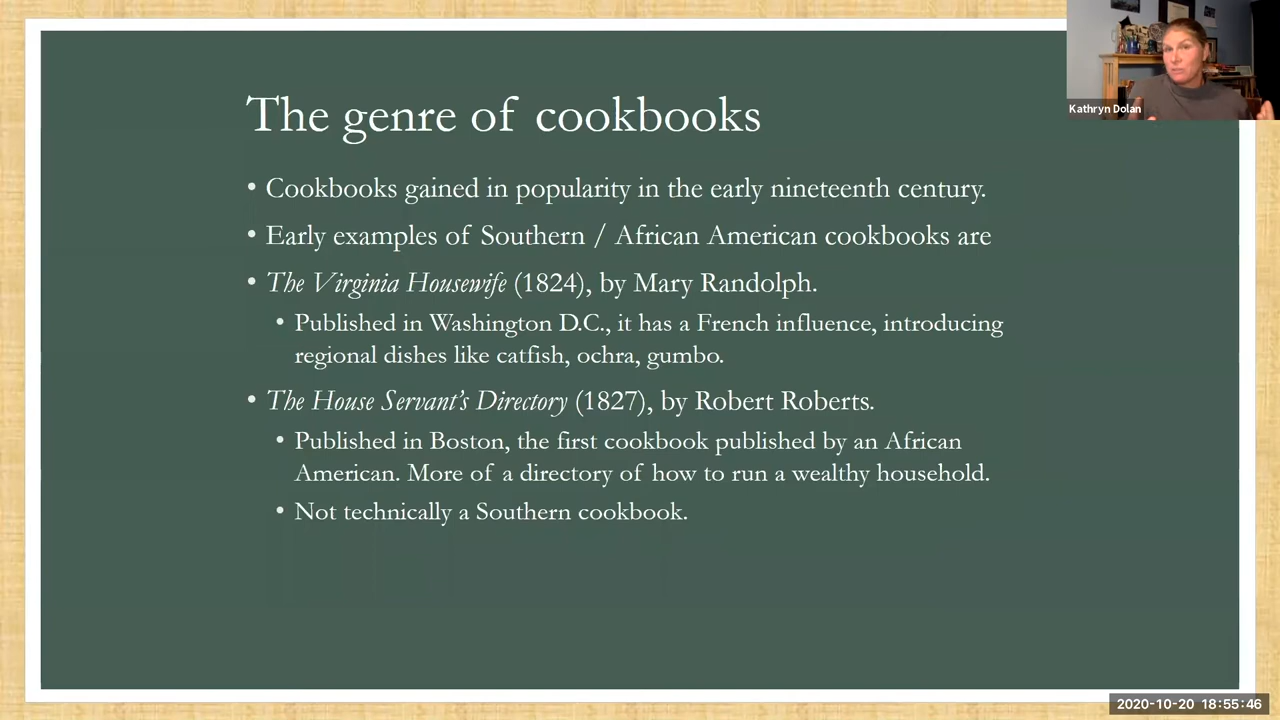 Kathryn Dolan
The genre of cookbooks
• Cookbooks gained in popularity in the early nineteenth century.
• Early examples of Southern / African American cookbooks are
• The Virginia Housewife (1824), by Mary Randolph.
• Published in Washington D.C., it has a French influence, introducing
regional dishes like catfish, ochra, gumbo.
• The House Servant's Directory (1827), by Robert Roberts.
• Published in Boston, the first cookbook published by an African
American. More of a directory of how to run a wealthy household.
• Not technically a Southern cookbook.
2020-10-20 18:55:46